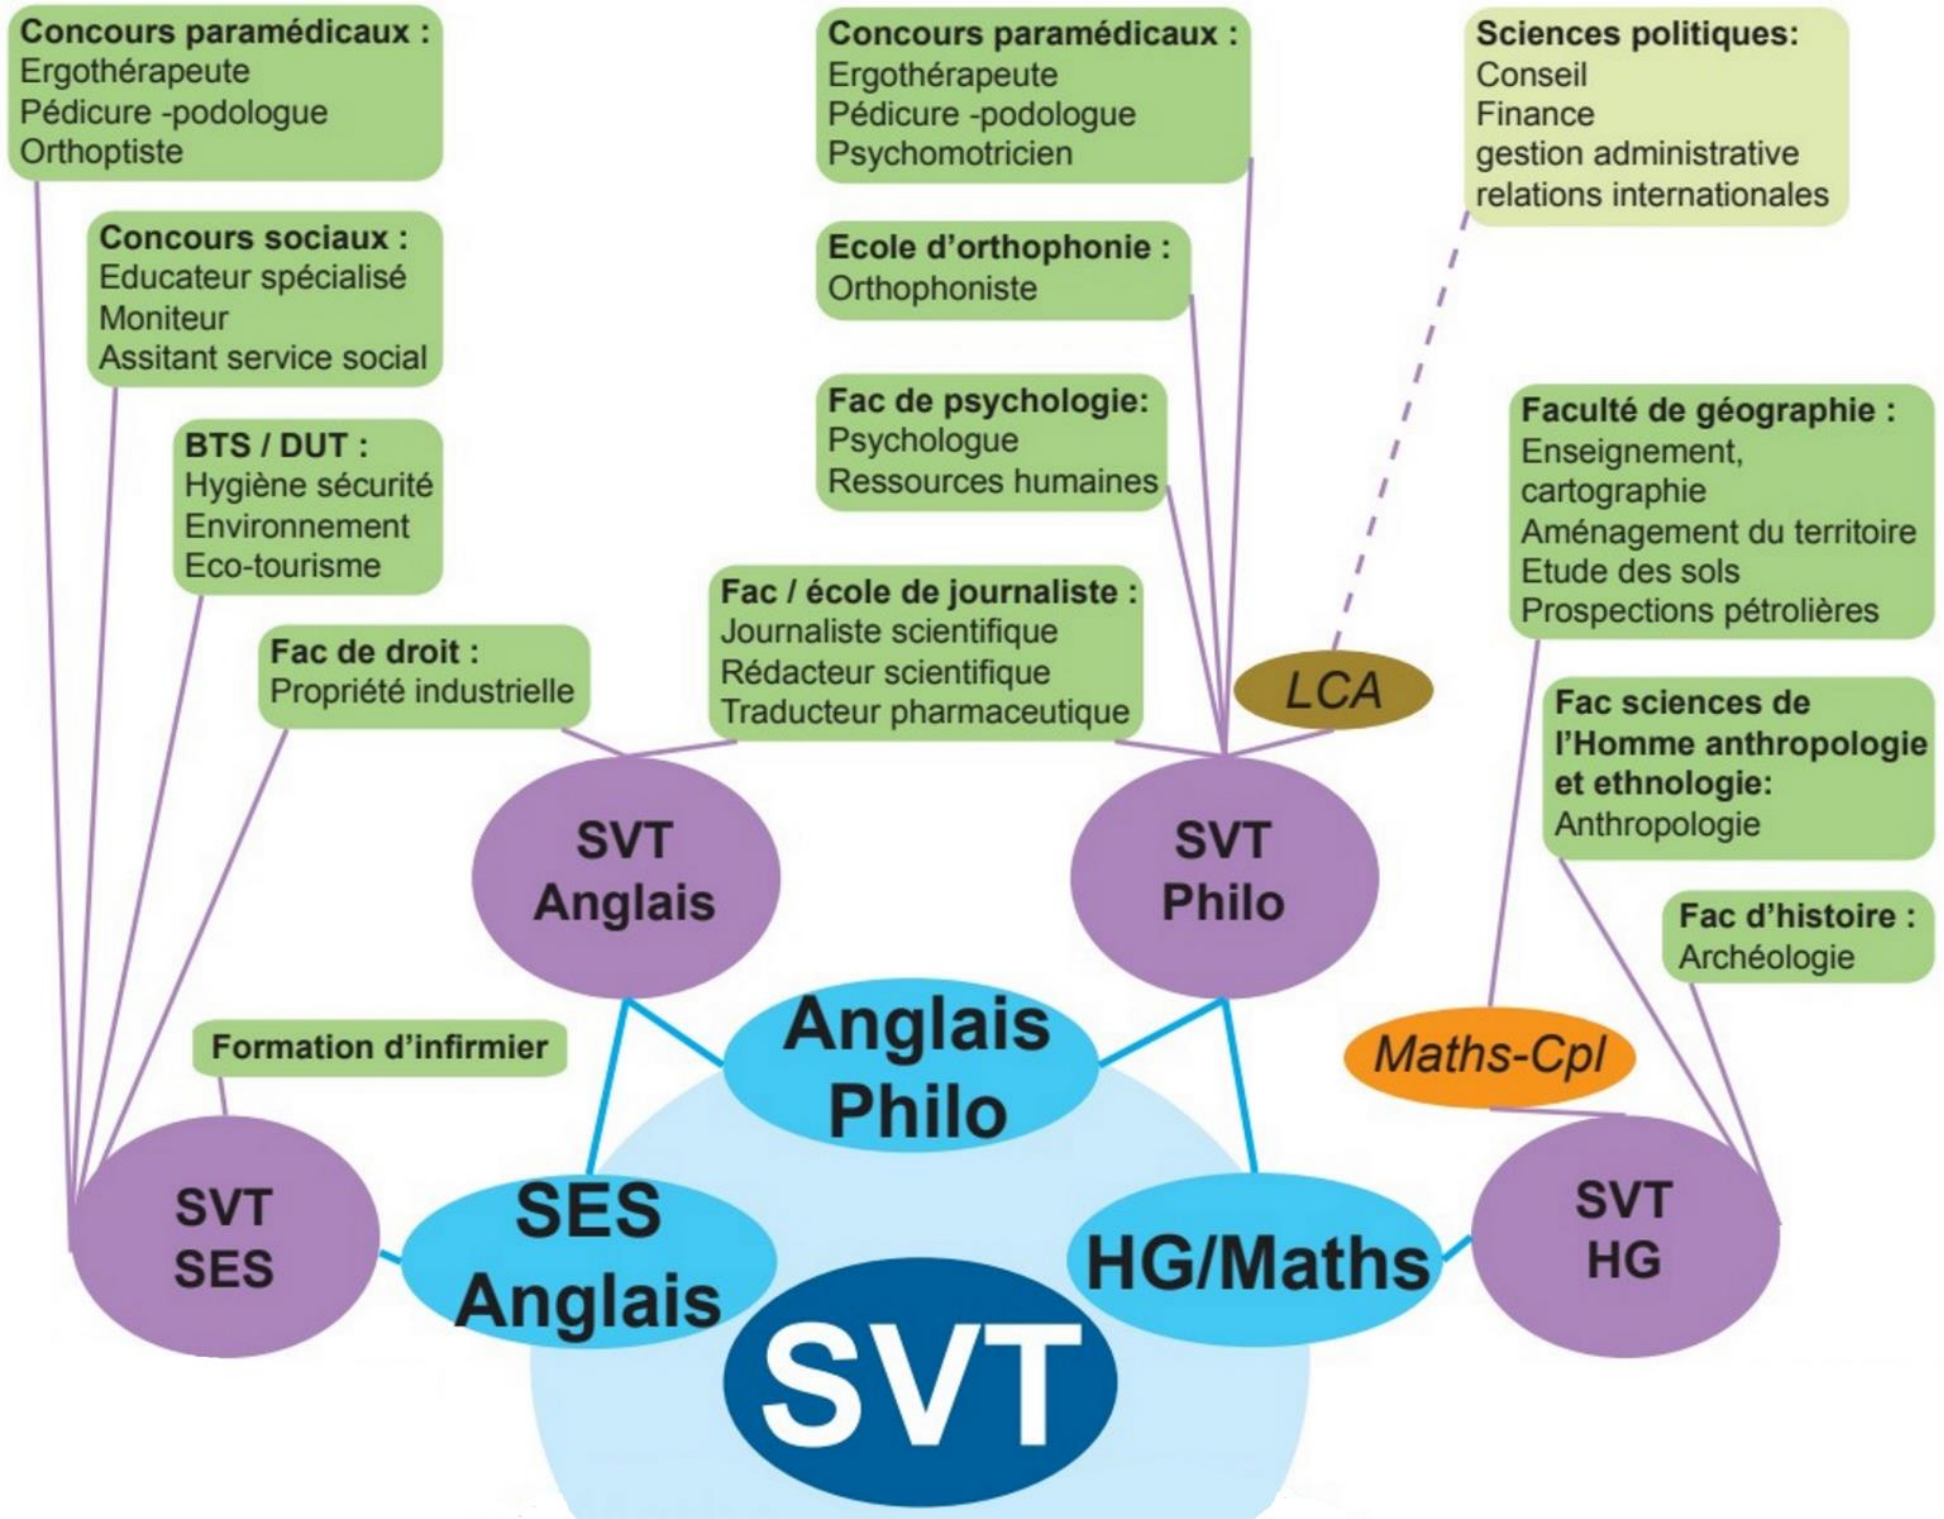 Concours paramédicaux :
Ergothérapeute
Pédicure -podologue
Orthoptiste
Concours sociaux :
Educateur spécialisé
Moniteur
Assitant service social
BTS / DUT :
Hygiène sécurité
Environnement
Eco-tourisme
Fac de droit :
Propriété industrielle
Formation d’infirmier
Concours paramédicaux :
Ergothérapeute
Pédicure -podologue
Psychomotricien
Ecole d’orthophonie :
Orthophoniste
Fac de psychologie:
Psychologue
Ressources humaines
Fac / école de journaliste :
Journaliste scientifique
Rédacteur scientifique
Traducteur pharmaceutique
Sciences politiques:
Conseil
Finance
gestion administrative
relations internationales
LCA
Faculté de géographie :
Enseignement,
cartographie
Aménagement du territoire
Etude des sols
Prospections pétrolières
Fac sciences de
l’Homme anthropologie
et ethnologie:
Anthropologie
Fac d’histoire :
Archéologie
Maths-Cpl
SVT
Anglais
SVT
Philo
Anglais
Philo
SVT
SES
SES
Anglais
HG/Maths
SVT
HG
SVT